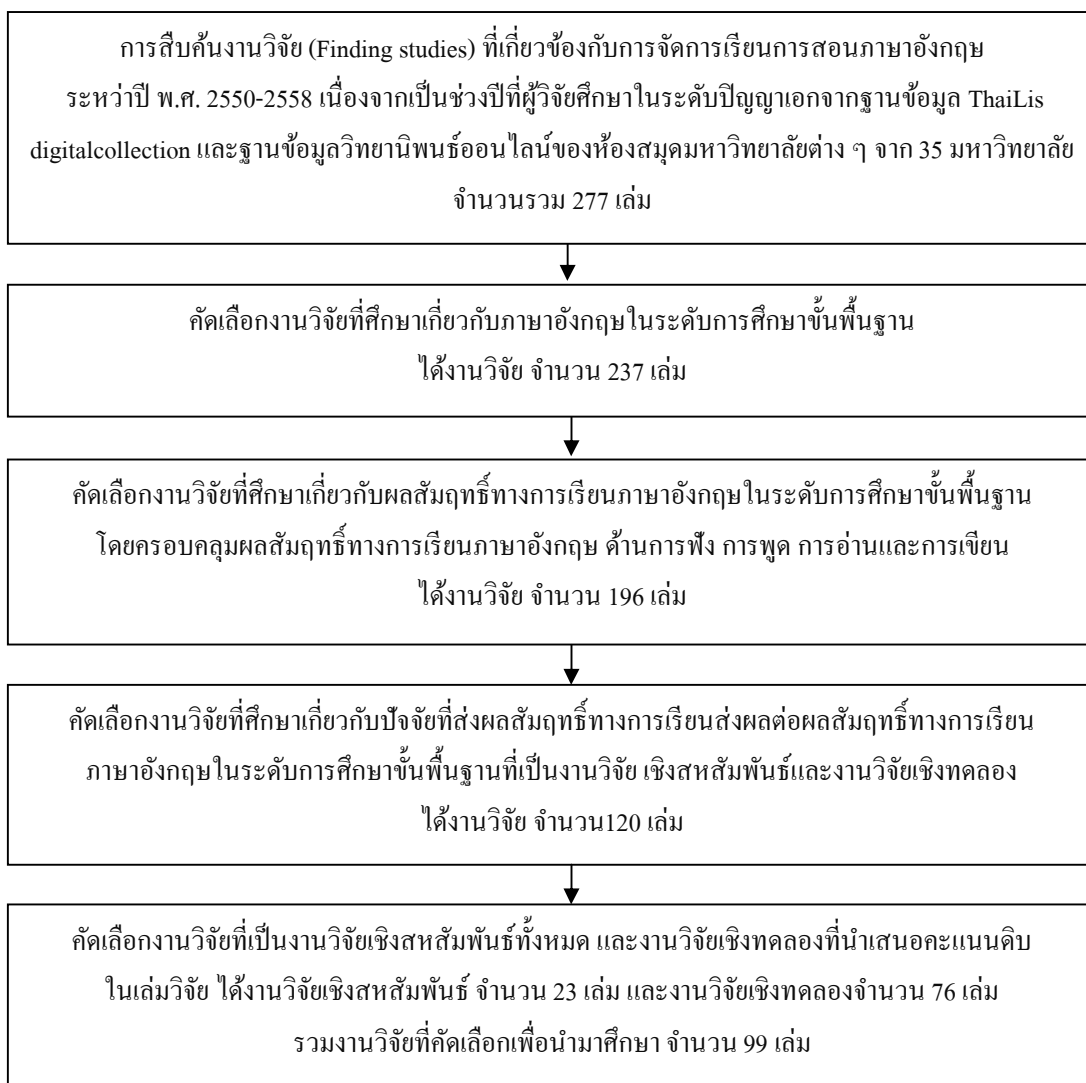 การสืบค้นงานวิจัย (Finding studies) ที่เกี่ยวข้องกับการจัดการเรียนการสอนภาษาอังกฤษ
ระหว่าปี พ.ศ. 2550-2558 เนื่องจากเป็นช่วงปีที่ผู้วิจัยศึกษาในระดับปิญญาเอกจากฐานข้อมูล ThaiLis
digitalcollection และฐานข้อมูลวิทยานิพนธ์ออนไลน์ของห้องสมุดมหาวิทยาลัยต่าง ๆ จาก 35 มหาวิทยาลัย
จำนวนรวม 277 เล่ม
คัดเลือกงานวิจัยที่ศึกษาเกี่ยวกับภาษาอังกฤษในระดับการศึกษาขั้นพื้นฐาน
ได้งานวิจัย จำนวน 237 เล่ม
คัดเลือกงานวิจัยที่ศึกษาเกี่ยวกับผลสัมฤทธิ์ทางการเรียนภาษาอังกฤษในระดับการศึกษาขั้นพื้นฐาน
โดยครอบคลุมผลสัมฤทธิ์ทางการเรียนภาษาอังกฤษ ด้านการฟัง การพูด การอ่านและการเขียน
ได้งานวิจัย จำนวน 196 เล่ม
คัดเลือกงานวิจัยที่ศึกษาเกี่ยวกับปัจจัยที่ส่งผลสัมฤทธิ์ทางการเรียนส่งผลต่อผลสัมฤทธิ์ทางการเรียน
ภาษาอังกฤษในระดับการศึกษาขั้นพื้นฐานที่เป็นงานวิจัย เชิงสหสัมพันธ์และงานวิจัยเชิงทดลอง
ได้งานวิจัย จำนวน120 เล่ม
คัดเลือกงานวิจัยที่เป็นงานวิจัยเชิงสหสัมพันธ์ทั้งหมด และงานวิจัยเชิงทดลองที่นำเสนอคะแนนดิบ
ในเล่มวิจัย ได้งานวิจัยเชิงสหสัมพันธ์ จำนวน 23 เล่ม และงานวิจัยเชิงทดลองจำนวน 76 เล่ม
รวมงานวิจัยที่คัดเลือกเพื่อนำมาศึกษา จำนวน 99 เล่ม